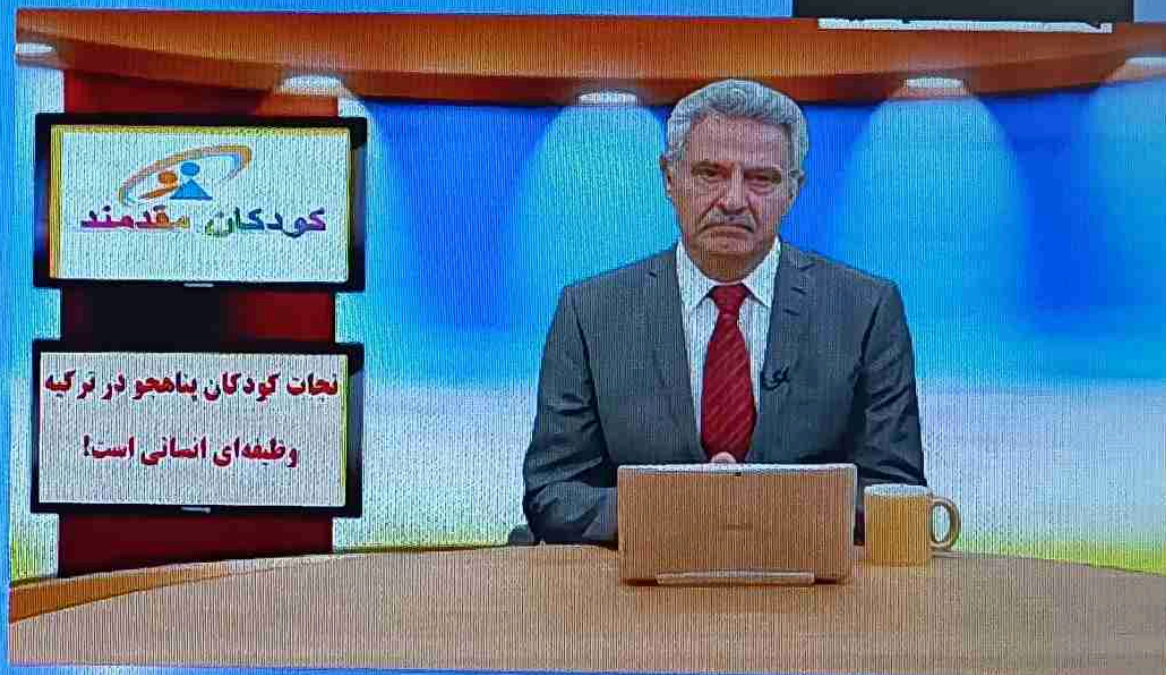 کودکان مقدمند
نجات کودکان پناهجو در ترکیه
وظیفه‌ای انسانی است!